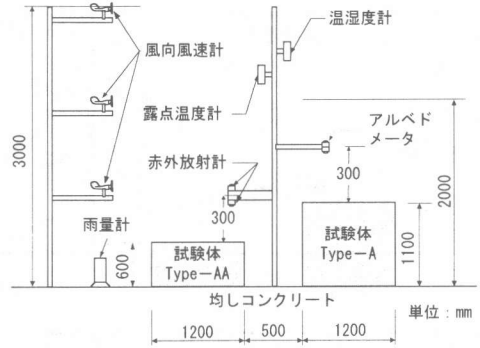 温湿度計
風向風速計
露点温度計
アルベド
メータ
3000
赤外放射計
300
2000
雨量計
300
600
試験体
Type−AA
試験体
Type−A
1100
均しコンクリート
単位：mm
1200
500
1200